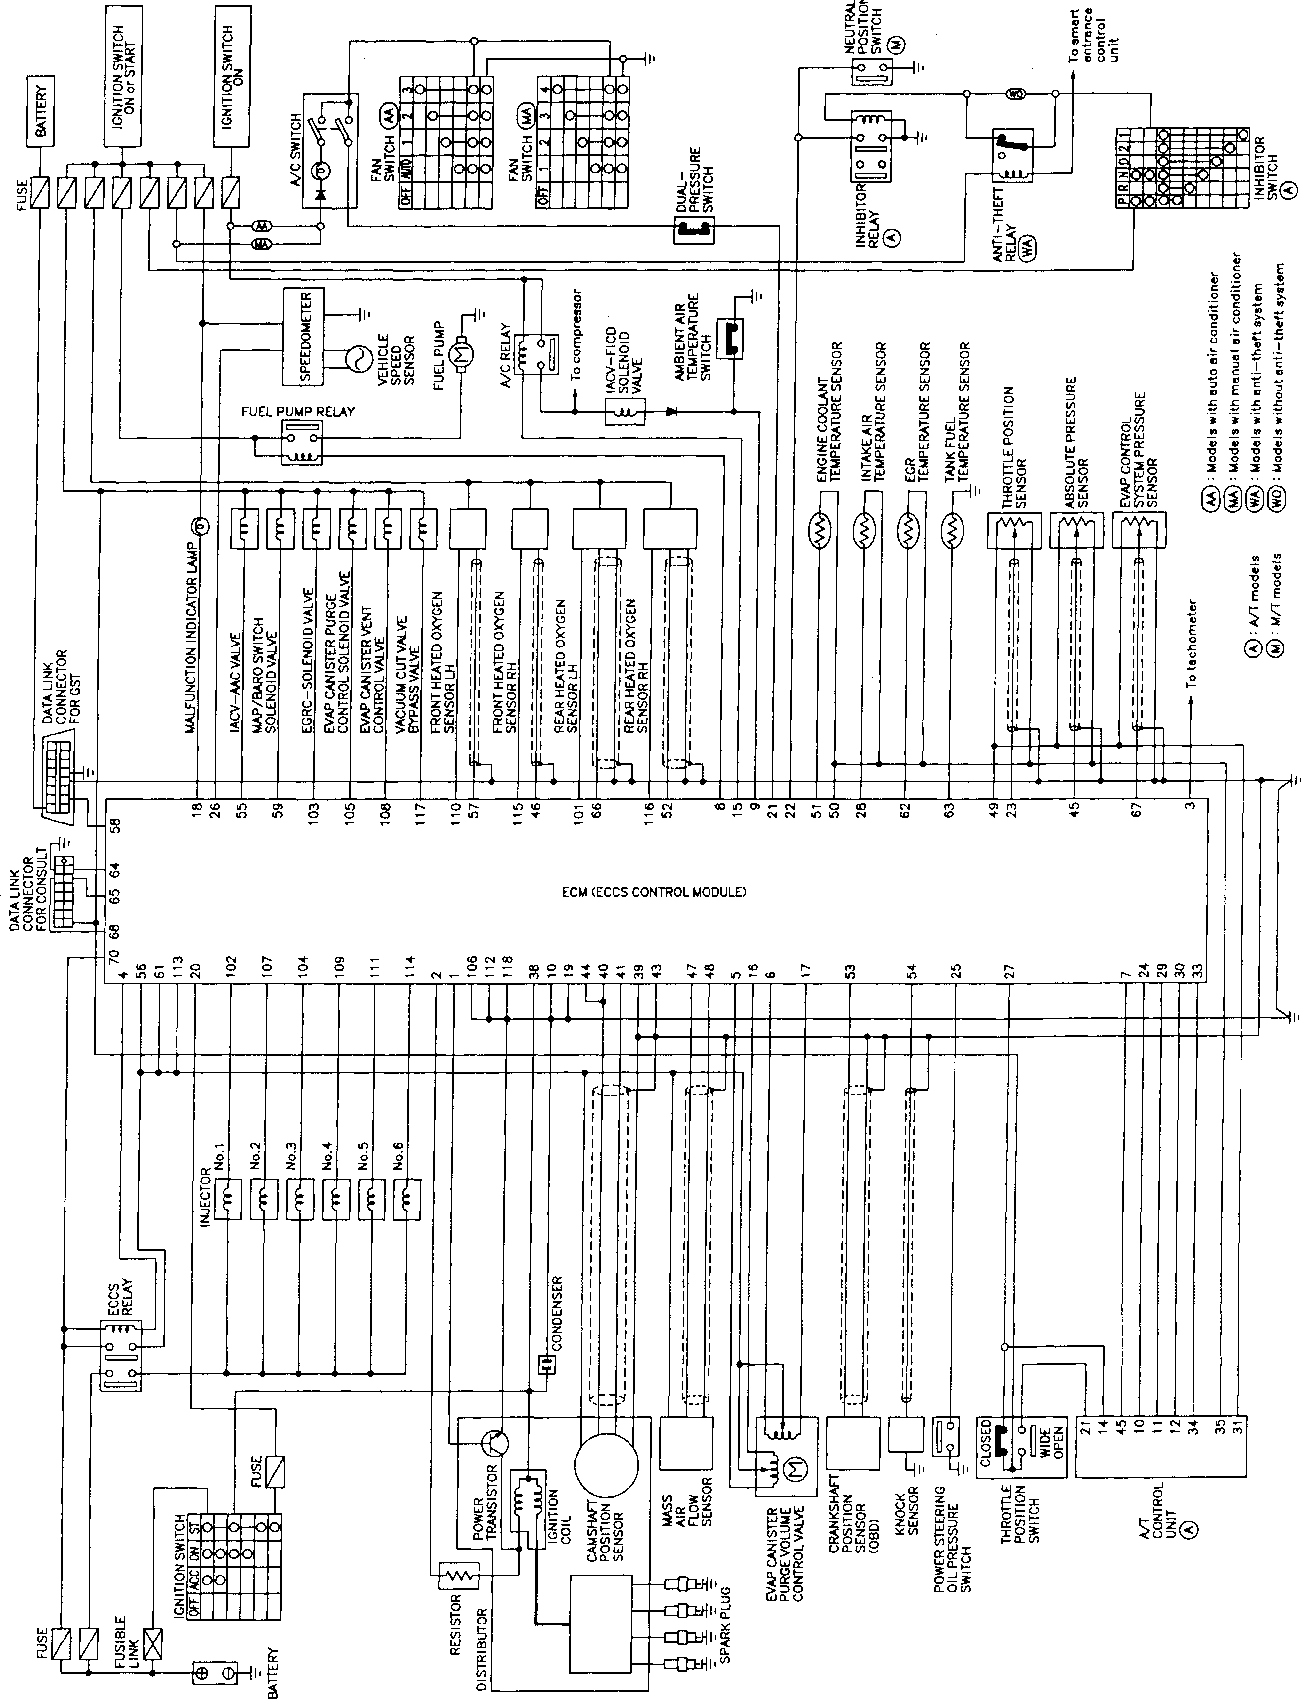 BATTERY
IGNITION SWITCH
ON or START
IGNITION SWITCH
ON
FUSE
A/C SWITCH
AA
MA
FAN
SWITCH AA
OFF AUTO 1 2 3
FAN
SWITCH MA
OFF 1 2 3 4
DUAL-
PRESSURE
SWITCH
NEUTRAL
POSITION
SWITCH
M
INHIBITOR
RELAY
A
WO
ANTI-THEFT
RELAY
WA
To smart
entrance
control
unit
P R N D 2 1
INHIBITOR
SWITCH
A
SPEEDOMETER
VEHICLE
SPEED
SENSOR
FUEL PUMP RELAY
FUEL PUMP
M
A/C RELAY
To compressor
IACV-FICD
SOLENOID
VALVE
AMBIENT AIR
TEMPERATURE
SWITCH
DATA LINK
CONNECTOR
FOR GST
MALFUNCTION INDICATOR LAMP
IACV-AAC VALVE
MAP/BARO SWITCH
SOLENOID VALVE
EGRC-SOLENOID VALVE
EVAP CANISTER PURGE
CONTROL SOLENOID VALVE
EVAP CANISTER VENT
CONTROL VALVE
VACUUM CUT VALVE
BYPASS VALVE
FRONT HEATED OXYGEN
SENSOR LH
FRONT HEATED OXYGEN
SENSOR RH
REAR HEATED OXYGEN
SENSOR LH
REAR HEATED OXYGEN
SENSOR RH
ENGINE COOLANT
TEMPERATURE SENSOR
INTAKE AIR
TEMPERATURE SENSOR
EGR
TEMPERATURE SENSOR
TANK FUEL
TEMPERATURE SENSOR
THROTTLE POSITION
SENSOR
ABSOLUTE PRESSURE
SENSOR
EVAP CONTROL
SYSTEM PRESSURE
SENSOR
To tachometer
AA : Models with auto air conditioner
MA : Models with manual air conditioner
WA : Models with anti-theft system
WO : Models without anti-theft system
A : A/T models
M : M/T models
18 26 55 59 103 105 108 117 110 57 115 46 101 66 116 52 8 15 9 21 22 51 50 28 62 63 49 23 45 67 3
DATA LINK
CONNECTOR
FOR CONSULT
58
64
65
68
70
ECM (ECCS CONTROL MODULE)
4 56 61 113 20 102 107 104 109 111 114 2 1 106 112 118 38 10 19 44 40 41 39 43 47 48 5 16 6 17 53 54 25 27 7 24 29 30 33
INJECTOR
No.1
No.2
No.3
No.4
No.5
No.6
ECCS
RELAY
CONDENSER
FUSE
IGNITION SWITCH
OFF ACC ON ST
FUSE
FUSIBLE
LINK
BATTERY
POWER
TRANSISTOR
IGNITION
COIL
RESISTOR
DISTRIBUTOR
SPARK PLUG
CAMSHAFT
POSITION
SENSOR
MASS
AIR
FLOW
SENSOR
M
EVAP CANISTER
PURGE VOLUME
CONTROL VALVE
CRANKSHAFT
POSITION
SENSOR
(OBD)
KNOCK
SENSOR
POWER STEERING
OIL PRESSURE
SWITCH
CLOSED
WIDE
OPEN
THROTTLE
POSITION
SWITCH
21 14 45 10 11 12 34 35 31
A/T
CONTROL
UNIT
A